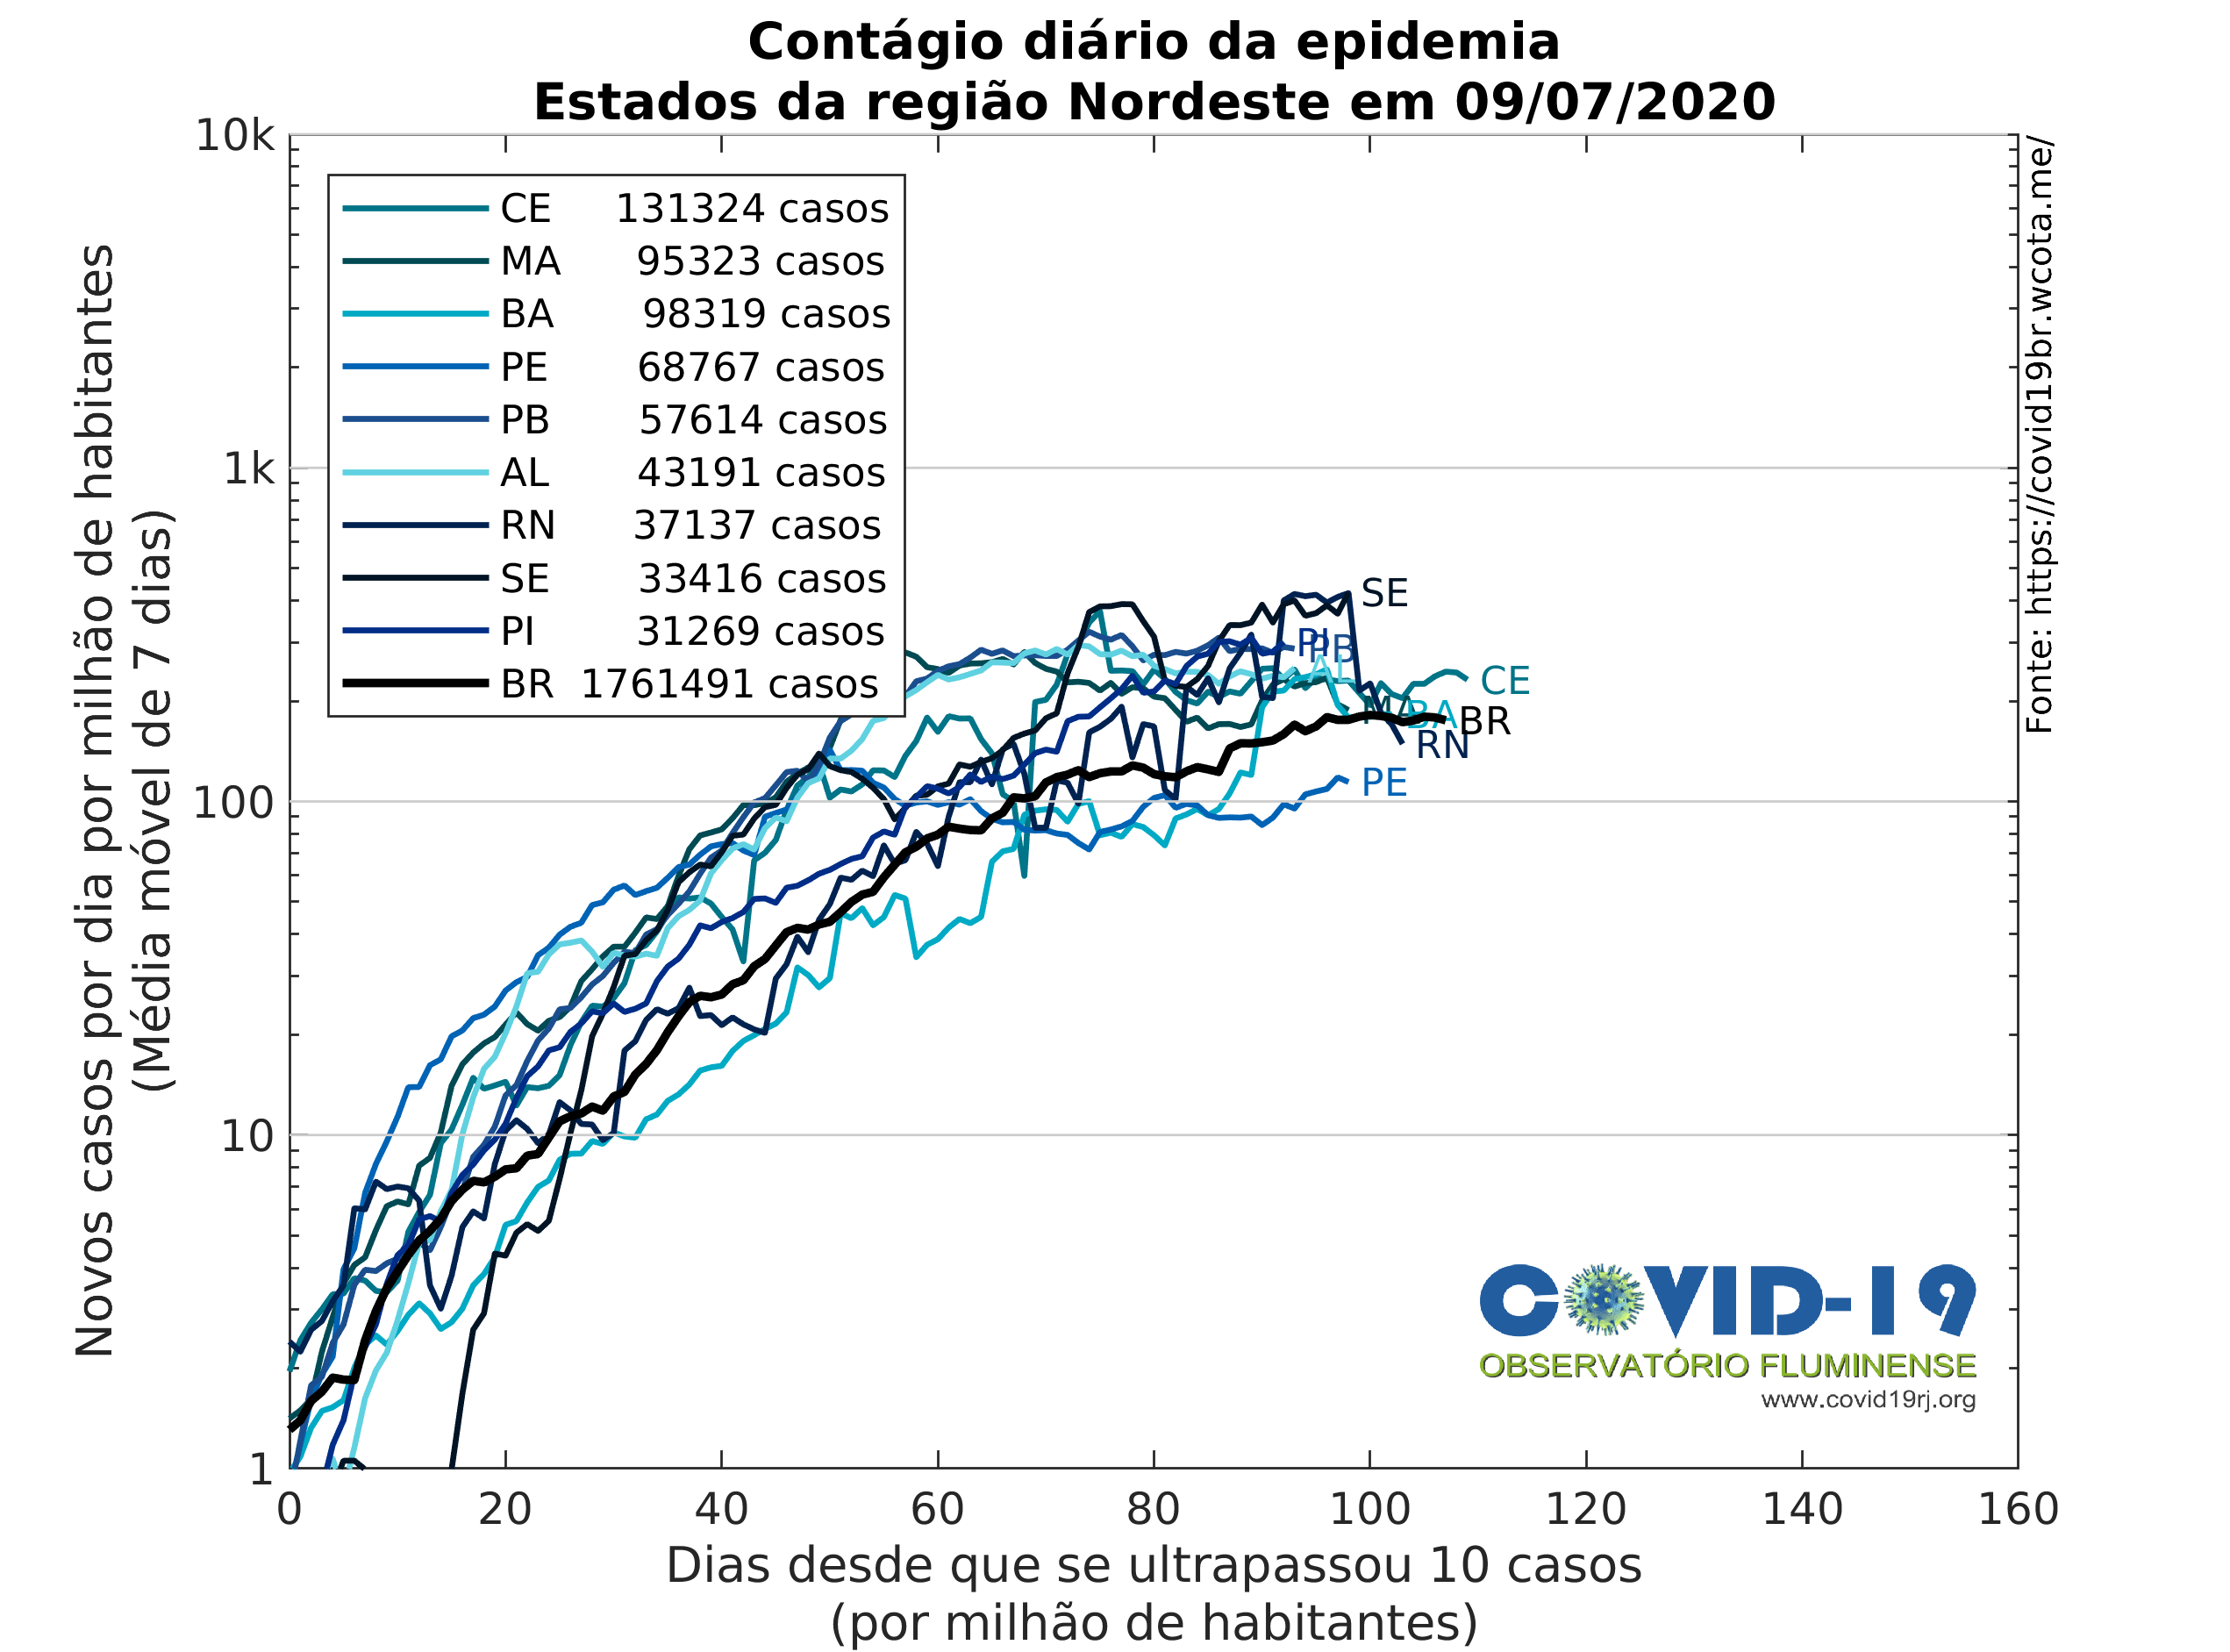 Contágio diário da epidemia
Estados da região Nordeste em 09/07/2020
Novos casos por dia por milhão de habitantes
(Média móvel de 7 dias)
10k
1k
100
10
1
CE 131324 casos
MA 95323 casos
BA 98319 casos
PE 68767 casos
PB 57614 casos
AL 43191 casos
RN 37137 casos
SE 33416 casos
PI 31269 casos
BR 1761491 casos
SE
PI
PB
AL
CE
MA
BA
BR
RN
PE
Fonte: https://covid19br.wcota.me/
COVID-19
OBSERVATÓRIO FLUMINENSE
www.covid19rj.org
0 20 40 60 80 100 120 140 160
Dias desde que se ultrapassou 10 casos
(por milhão de habitantes)